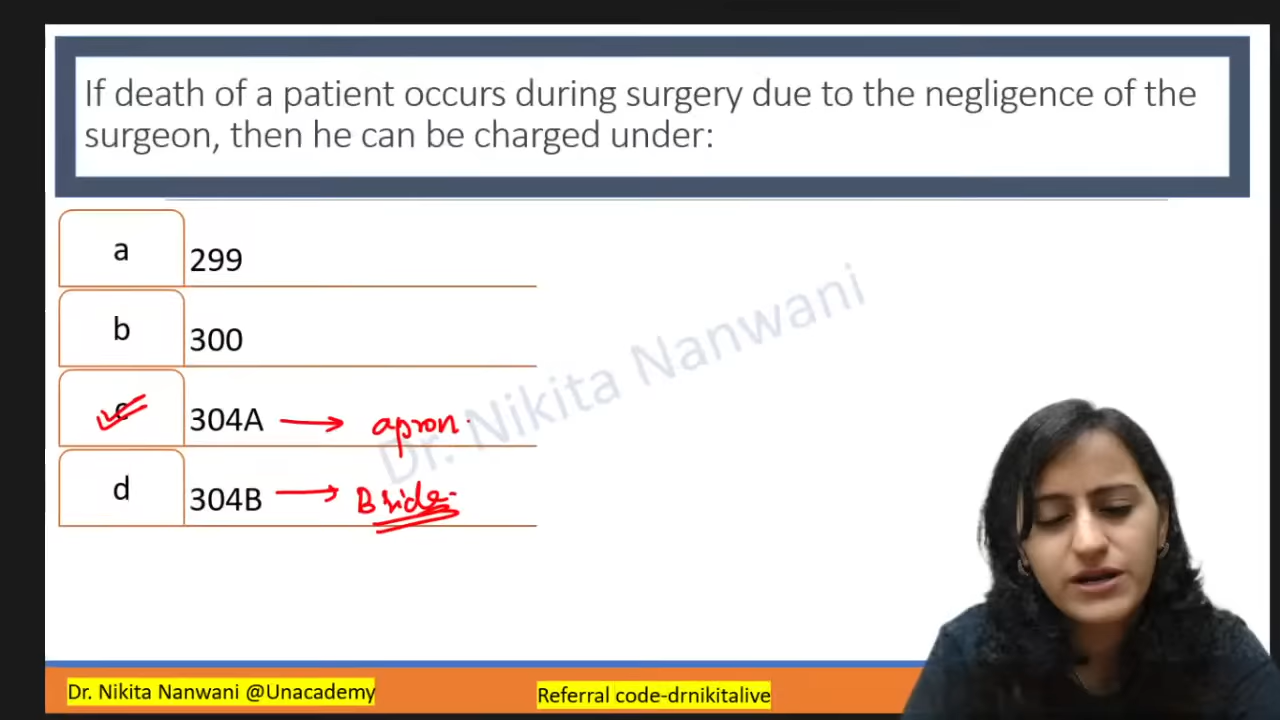 If death of a patient occurs during surgery due to the negligence of the
surgeon, then he can be charged under:
a
299
b
300
c
304A → apron.
d
304B → Bride.
Dr. Nikita Nanwani
Dr. Nikita Nanwani @Unacademy
Referral code-drnikitalive